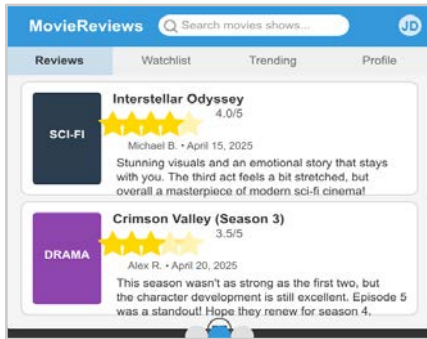 MovieReviews
Search movies shows...
JD
Reviews Watchlist Trending Profile
SCI-FI
Interstellar Odyssey
4.0/5
Michael B. • April 15, 2025
Stunning visuals and an emotional story that stays
with you. The third act feels a bit stretched, but
overall a masterpiece of modern sci-fi cinema!
DRAMA
Crimson Valley (Season 3)
3.5/5
Alex R. • April 20, 2025
This season wasn't as strong as the first two, but
the character development is still excellent. Episode 5
was a standout! Hope they renew for season 4.